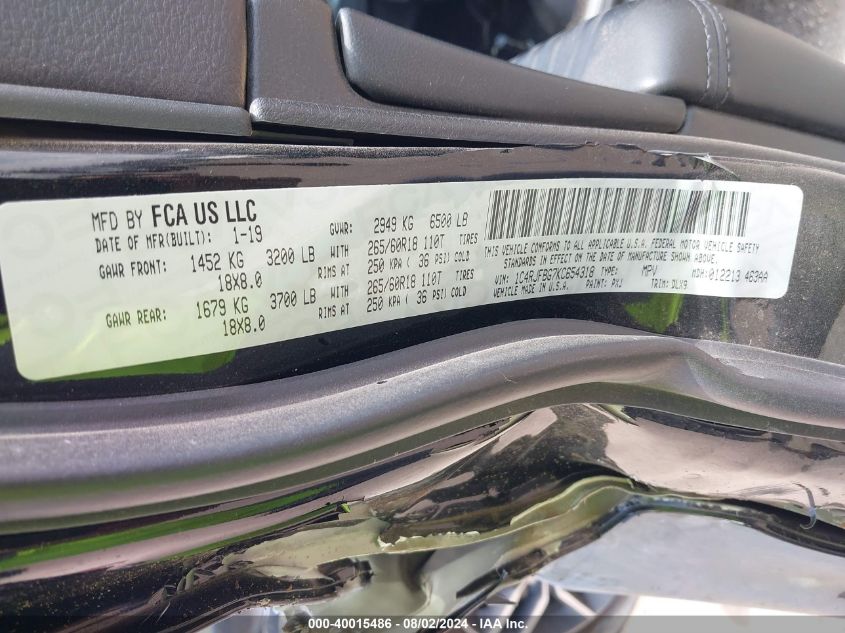 MFD BY FCA US LLC
DATE OF MFR(BUILT): 1-19
GVWR: 2949 KG 6500 LB
GAWR FRONT: 1452 KG 3200 LB WITH 265/60R18 110T TIRES
18X8.0 RIMS AT 250 KPA ( 36 PSI) COLD
GAWR REAR: 1679 KG 3700 LB WITH 265/60R18 110T TIRES
18X8.0 RIMS AT 250 KPA ( 36 PSI) COLD
THIS VEHICLE CONFORMS TO ALL APPLICABLE U.S.A. FEDERAL MOTOR VEHICLE SAFETY
STANDARDS IN EFFECT ON THE DATE OF MANUFACTURE SHOWN ABOVE.
VIN: 1C4RJFBG7KC654318 TYPE: MPV MDH:012213 463AA
VEHICLE MADE IN U.S.A. PAINT: PXJ TRIM: DLX9
000-40015486 - 08/02/2024 - IAA Inc.